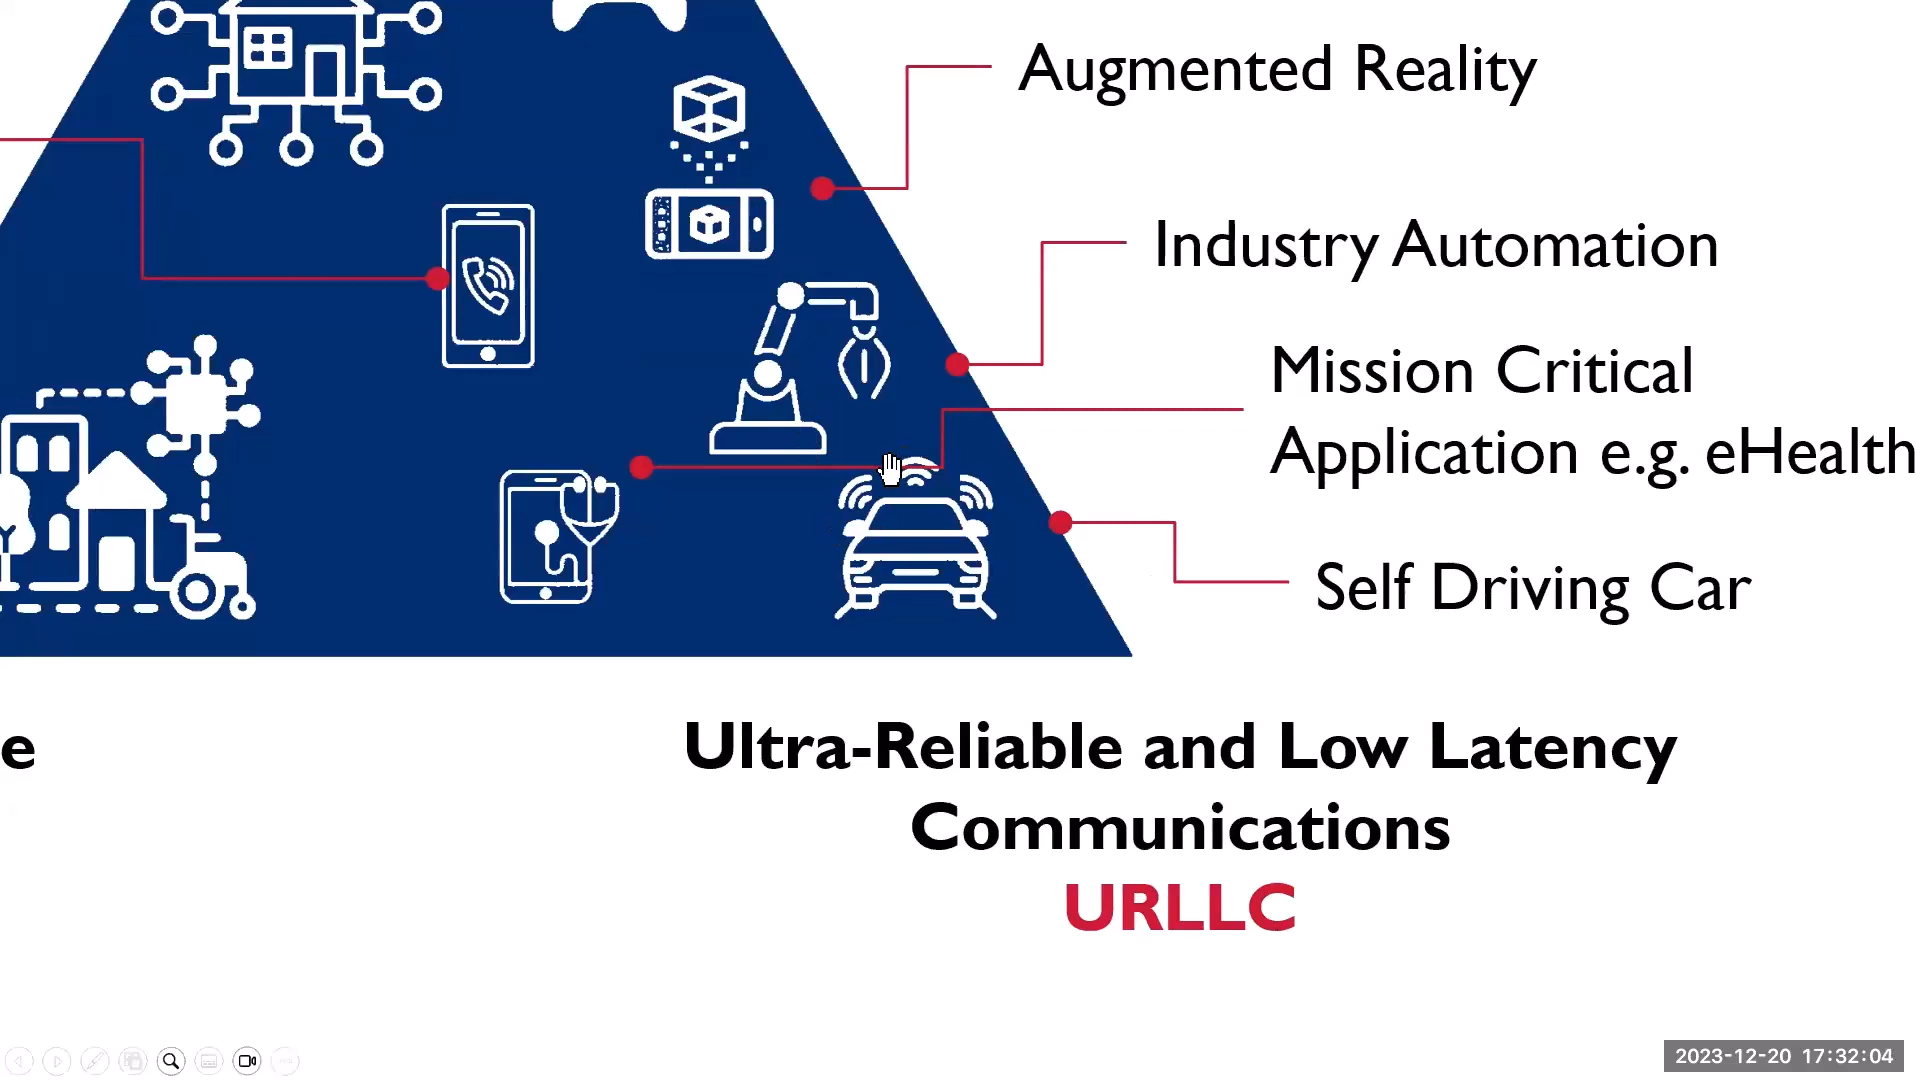 Augmented Reality
Industry Automation
Mission Critical
Application e.g. eHealth
Self Driving Car
e
Ultra-Reliable and Low Latency
Communications
URLLC
2023-12-20 17:32:04